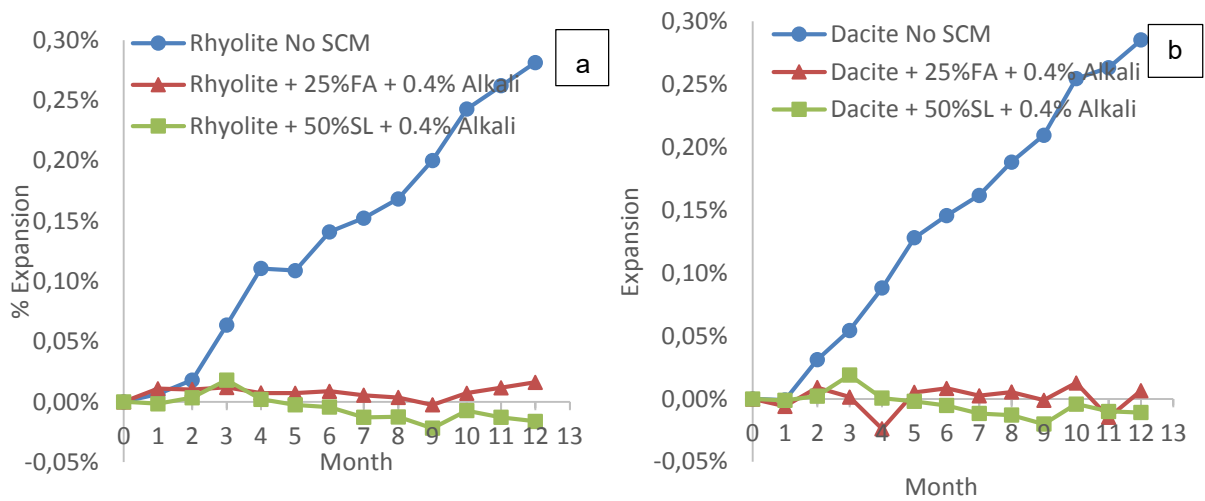 0,30%
Rhyolite No SCM
a
Rhyolite + 25%FA + 0.4% Alkali
0,25%
Rhyolite + 50%SL + 0.4% Alkali
0,20%
0,15%
0,10%
0,05%
0,00%
0 1 2 3 4 5 6 7 8 9 10 11 12 13
-0,05%
Month
% Expansion
0,30%
Dacite No SCM
b
Dacite + 25%FA + 0.4% Alkali
0,25%
Dacite + 50%SL + 0.4% Alkali
0,20%
0,15%
0,10%
0,05%
0,00%
0 1 2 3 4 5 6 7 8 9 10 11 12 13
-0,05%
Month
Expansion